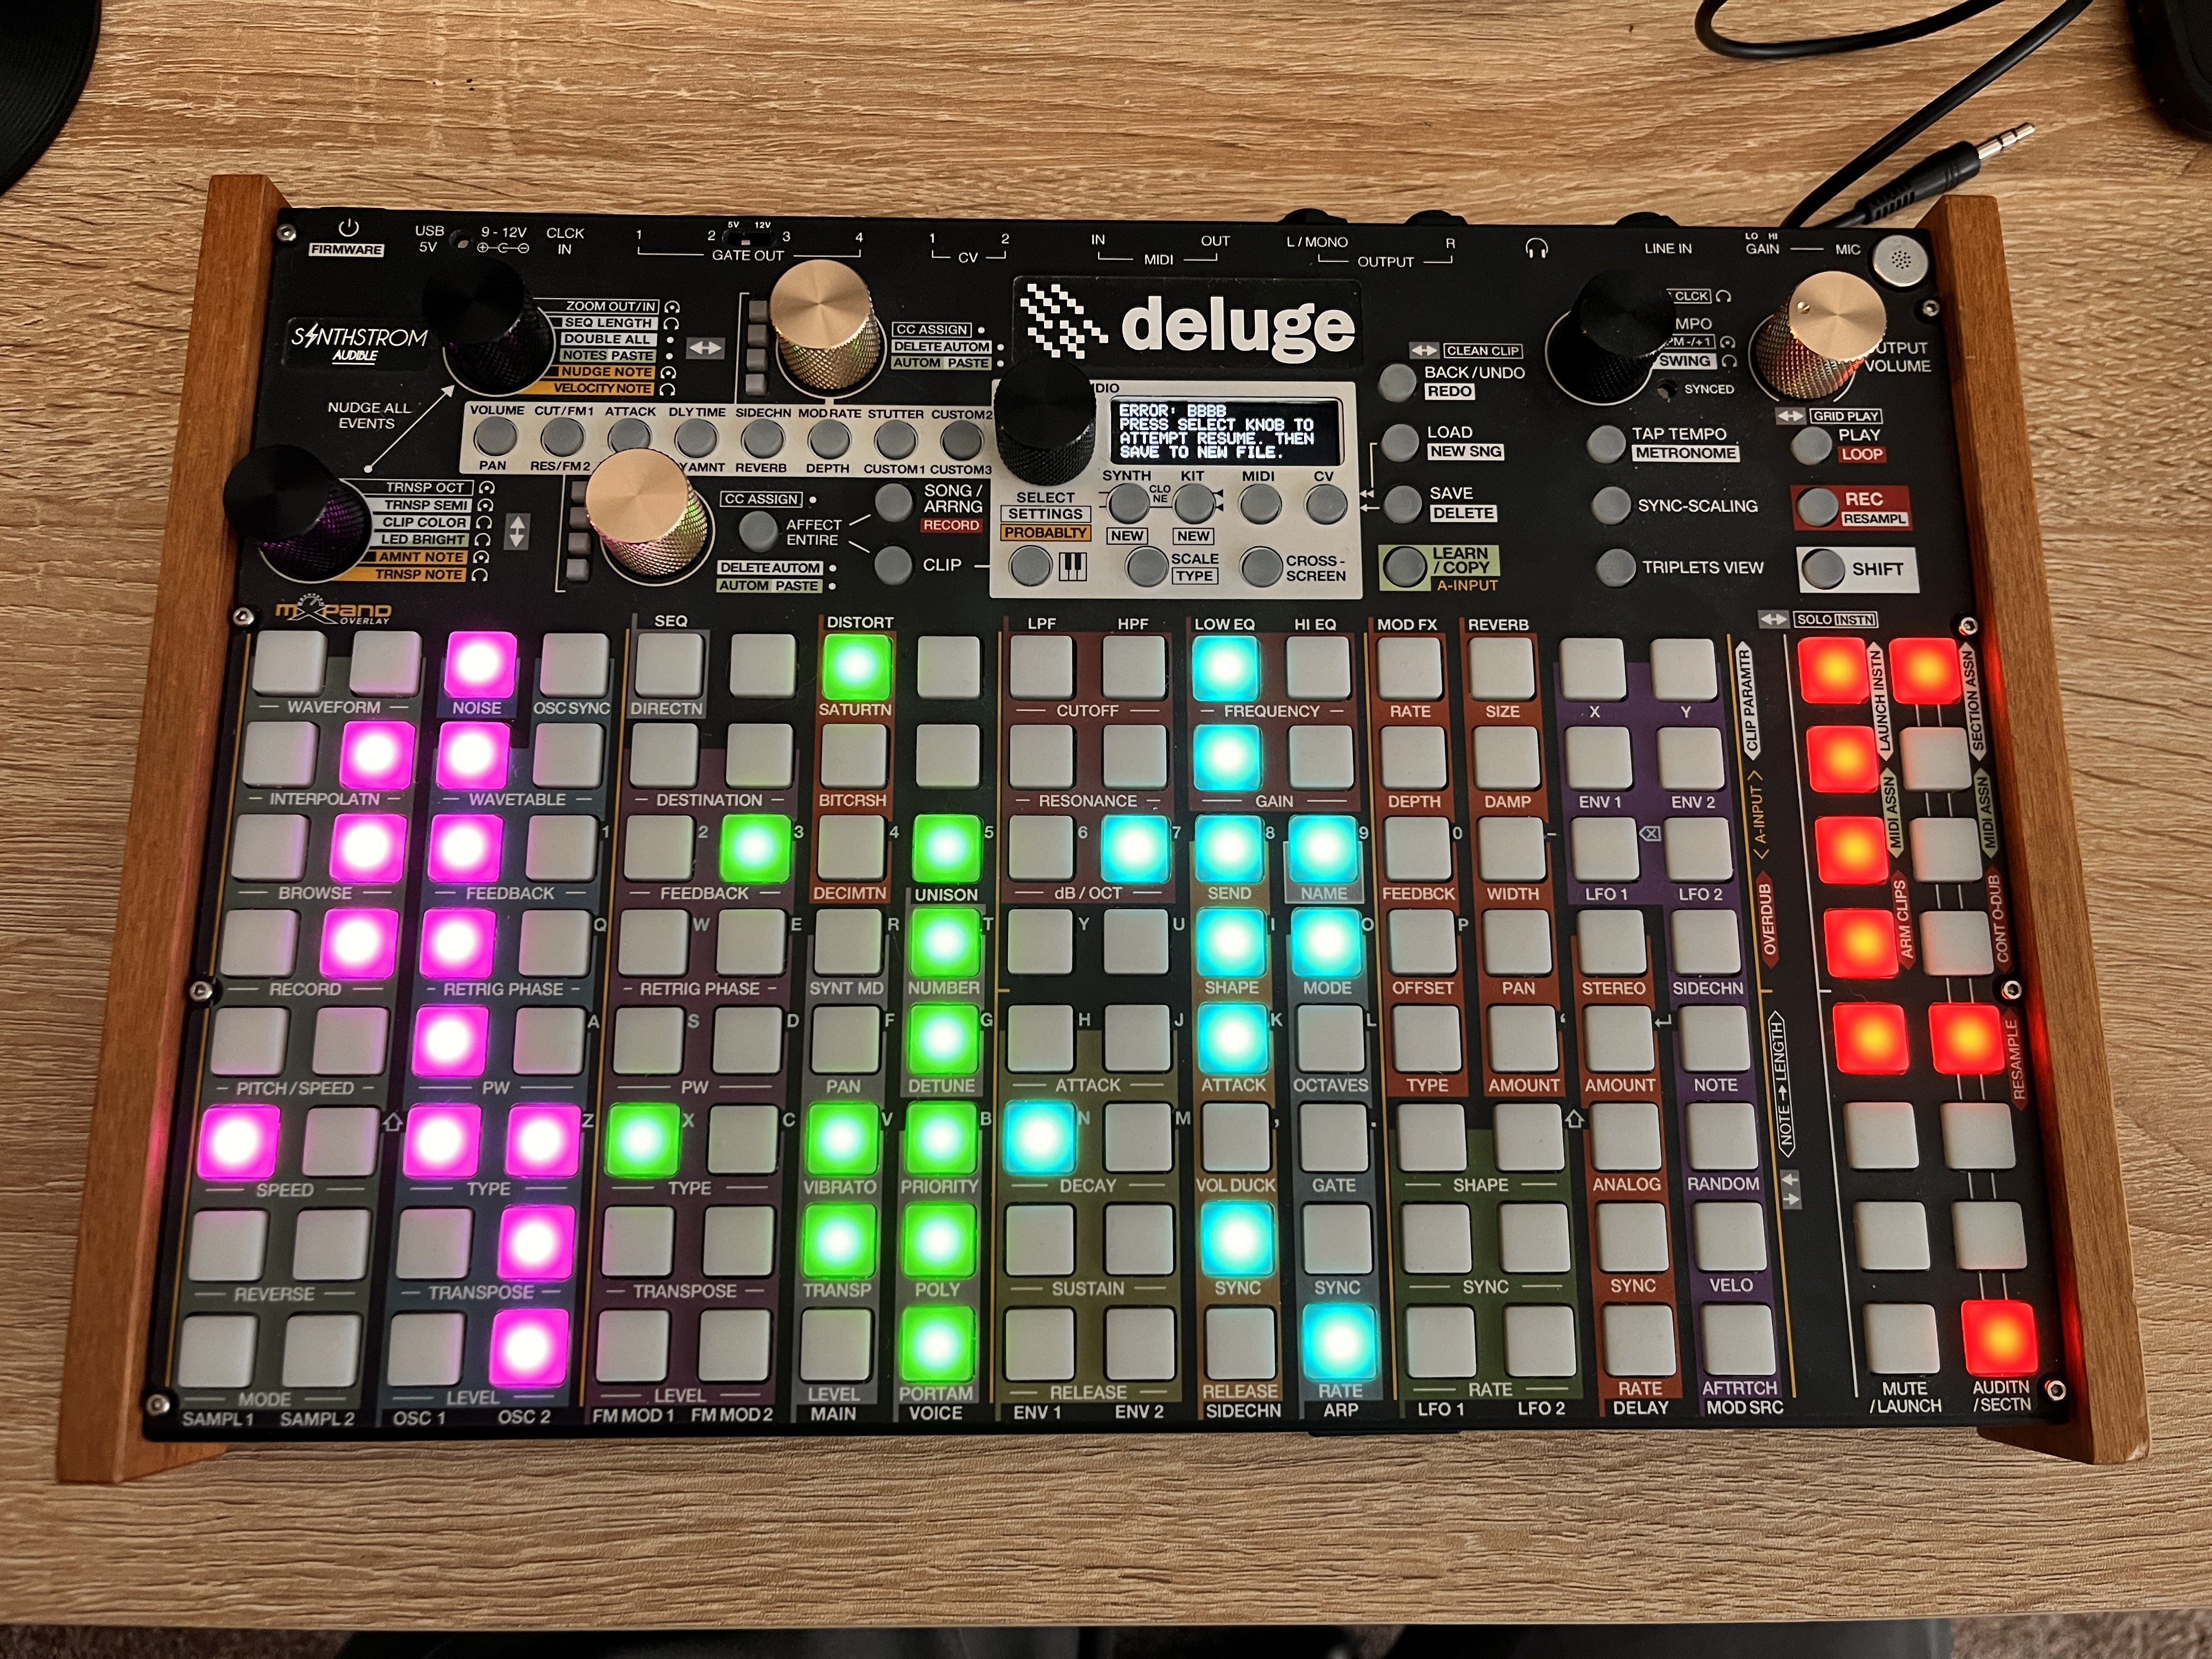 FIRMWARE
USB 5V
9 - 12V
CLCK IN
1 2 3 4
5V 12V
GATE OUT
1 2
CV
IN OUT
MIDI
L / MONO R
OUTPUT
LINE IN
LO HI
GAIN
MIC
SYNTHSTROM
AUDIBLE
ZOOM OUT/IN
SEQ LENGTH
DOUBLE ALL
NOTES PASTE
NUDGE NOTE
VELOCITY NOTE
NUDGE ALL
EVENTS
CC ASSIGN
DELETE AUTOM
AUTOM PASTE
deluge
CLEAN CLIP
BACK/UNDO
REDO
CLCK
SWING
SYNCED
VOLUME
VOLUME CUT/FM1 ATTACK DLY TIME SIDECHN MOD RATE STUTTER CUSTOM2
PAN RES/FM2 AMNT REVERB DEPTH CUSTOM1 CUSTOM3
ERROR: BBBB
PRESS SELECT KNOB TO
ATTEMPT RESUME. THEN
SAVE TO NEW FILE.
LOAD
NEW SNG
TAP TEMPO
METRONOME
GRID PLAY
PLAY
LOOP
TRNSP OCT
TRNSP SEMI
CLIP COLOR
LED BRIGHT
AMNT NOTE
TRNSP NOTE
CC ASSIGN
AFFECT
ENTIRE
DELETE AUTOM
AUTOM PASTE
SONG /
ARRNG
RECORD
CLIP
SELECT
SETTINGS
PROBABLTY
SYNTH CLONE KIT MIDI CV
NEW NEW
SCALE
TYPE
CROSS-
SCREEN
SAVE
DELETE
LEARN
/ COPY
A-INPUT
SYNC-SCALING
TRIPLETS VIEW
REC
RESAMPL
SHIFT
mXpand
OVERLAY
SOLO INSTN
SEQ DISTORT LPF HPF LOW EQ HI EQ MOD FX REVERB
WAVEFORM NOISE OSC SYNC DIRECTN SATURTN CUTOFF FREQUENCY RATE SIZE X Y
INTERPOLATN WAVETABLE DESTINATION BITCRSH RESONANCE GAIN DEPTH DAMP ENV 1 ENV 2
1 2 3 4 5 6 7 8 9 0 -
BROWSE FEEDBACK FEEDBACK DECIMTN UNISON dB / OCT SEND NAME FEEDBCK WIDTH LFO 1 LFO 2
Q W E R T Y U I O P
RECORD RETRIG PHASE RETRIG PHASE SYNT MD NUMBER SHAPE MODE OFFSET PAN STEREO SIDECHN
A S D F G H J K L '
PITCH / SPEED PW PW PAN DETUNE ATTACK ATTACK OCTAVES TYPE AMOUNT AMOUNT NOTE
Z X C V B N M , .
SPEED TYPE TYPE VIBRATO PRIORITY DECAY VOL DUCK GATE SHAPE ANALOG RANDOM
REVERSE TRANSPOSE TRANSPOSE TRANSP POLY SUSTAIN SYNC SYNC SYNC SYNC VELO
MODE LEVEL LEVEL LEVEL PORTAM RELEASE RELEASE RATE RATE RATE AFTRTCH
SAMPL 1 SAMPL 2 OSC 1 OSC 2 FM MOD 1 FM MOD 2 MAIN VOICE ENV 1 ENV 2 SIDECHN ARP LFO 1 LFO 2 DELAY MOD SRC
CLIP PARAMTR
< A-INPUT >
OVERDUB
NOTE → LENGTH
LAUNCH INSTN
MIDI ASSN
ARM CLIPS
SECTION ASSN
MIDI ASSN
CONT O-DUB
RESAMPLE
MUTE
/LAUNCH
AUDITN
/SECTN